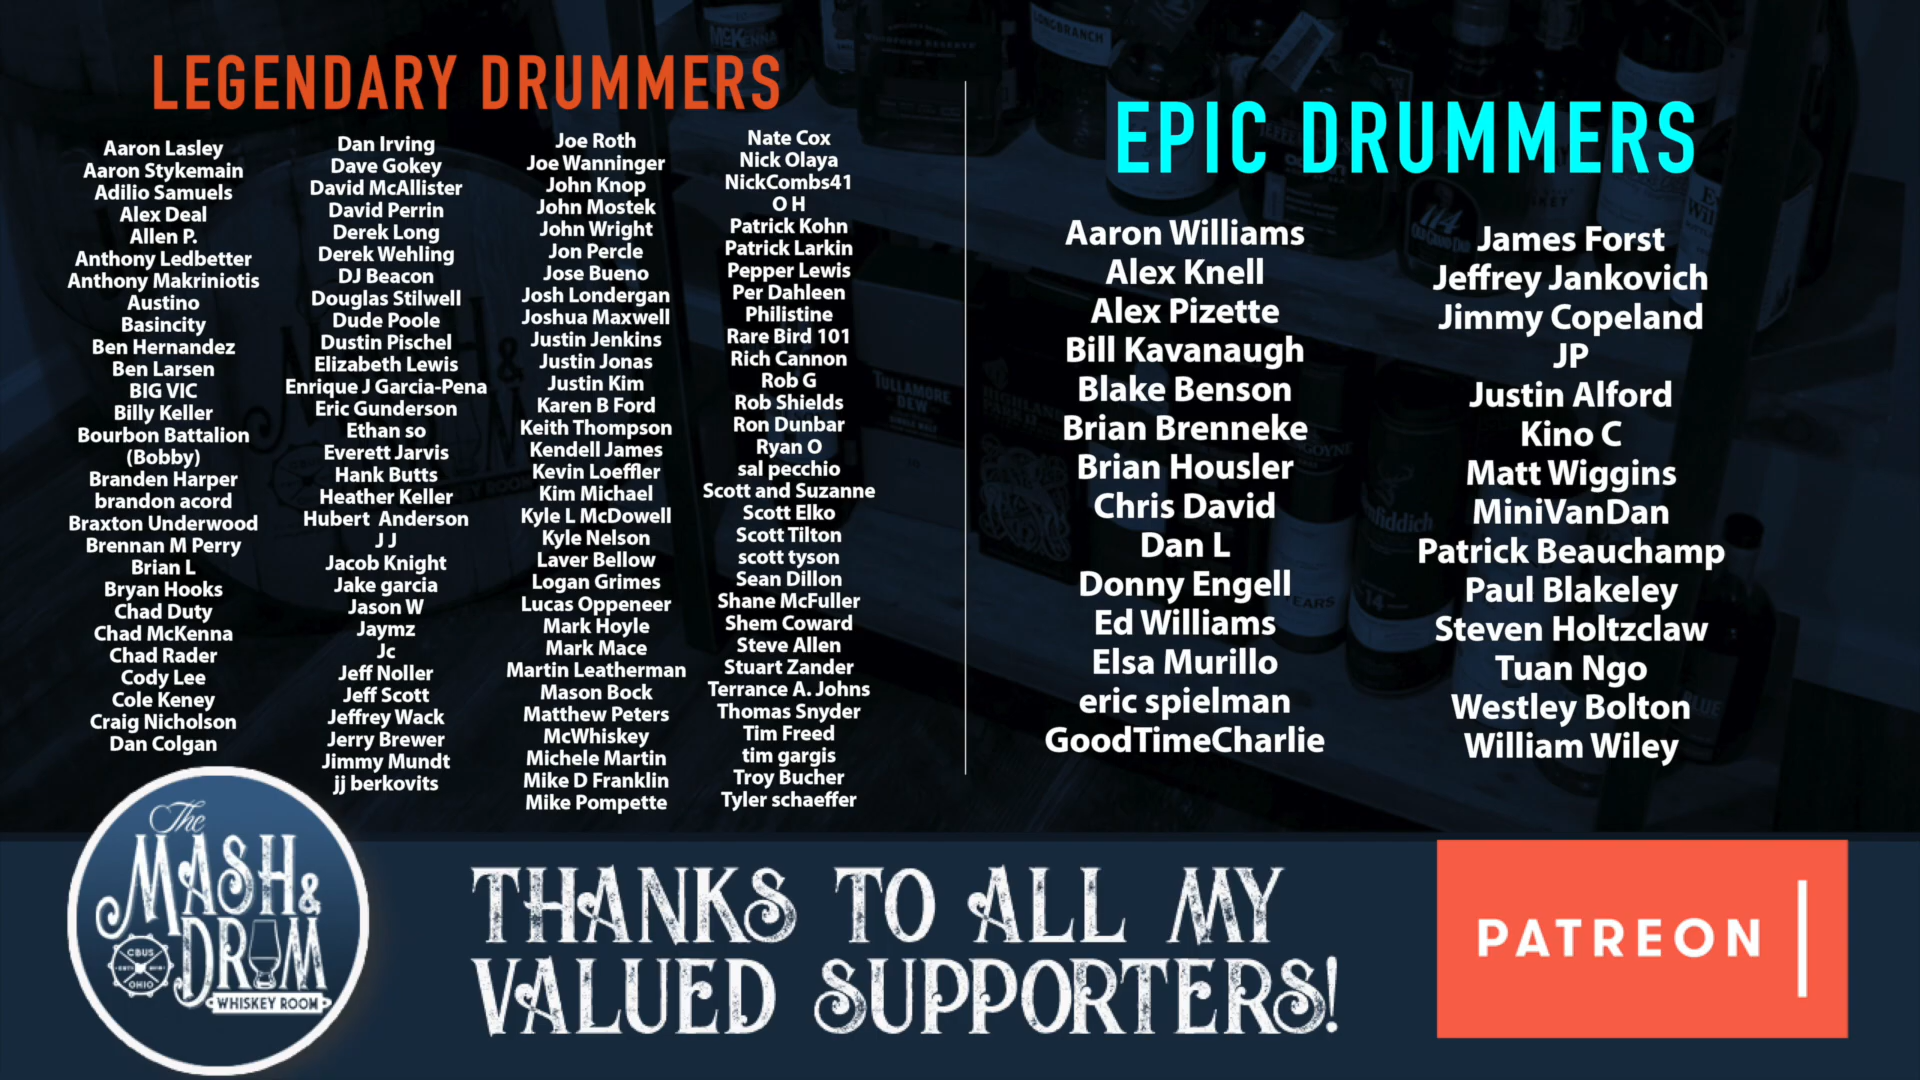 LEGENDARY DRUMMERS
Aaron Lasley
Aaron Stykemain
Adilio Samuels
Alex Deal
Allen P.
Anthony Ledbetter
Anthony Makriniotis
Austino
Basincity
Ben Hernandez
Ben Larsen
BIG VIC
Billy Keller
Bourbon Battalion
(Bobby)
Branden Harper
brandon acord
Braxton Underwood
Brennan M Perry
Brian L
Bryan Hooks
Chad Duty
Chad McKenna
Chad Rader
Cody Lee
Cole Keney
Craig Nicholson
Dan Colgan
Dan Irving
Dave Gokey
David McAllister
David Perrin
Derek Long
Derek Wehling
DJ Beacon
Douglas Stilwell
Dude Poole
Dustin Pischel
Elizabeth Lewis
Enrique J Garcia-Pena
Eric Gunderson
Ethan so
Everett Jarvis
Hank Butts
Heather Keller
Hubert Anderson
J J
Jacob Knight
Jake garcia
Jason W
Jaymz
Jc
Jeff Noller
Jeff Scott
Jeffrey Wack
Jerry Brewer
Jimmy Mundt
jj berkovits
Joe Roth
Joe Wanninger
John Knop
John Mostek
John Wright
Jon Percle
Jose Bueno
Josh Londergan
Joshua Maxwell
Justin Jenkins
Justin Jonas
Justin Kim
Karen B Ford
Keith Thompson
Kendell James
Kevin Loeffler
Kim Michael
Kyle L McDowell
Kyle Nelson
Laver Bellow
Logan Grimes
Lucas Oppeneer
Mark Hoyle
Mark Mace
Martin Leatherman
Mason Bock
Matthew Peters
McWhiskey
Michele Martin
Mike D Franklin
Mike Pompette
Nate Cox
Nick Olaya
NickCombs41
O H
Patrick Kohn
Patrick Larkin
Pepper Lewis
Per Dahleen
Philistine
Rare Bird 101
Rich Cannon
Rob G
Rob Shields
Ron Dunbar
Ryan O
sal pecchio
Scott and Suzanne
Scott Elko
Scott Tilton
scott tyson
Sean Dillon
Shane McFuller
Shem Coward
Steve Allen
Stuart Zander
Terrance A. Johns
Thomas Snyder
Tim Freed
tim gargis
Troy Bucher
Tyler schaeffer
EPIC DRUMMERS
Aaron Williams
Alex Knell
Alex Pizette
Bill Kavanaugh
Blake Benson
Brian Brenneke
Brian Housler
Chris David
Dan L
Donny Engell
Ed Williams
Elsa Murillo
eric spielman
GoodTimeCharlie
James Forst
Jeffrey Jankovich
Jimmy Copeland
JP
Justin Alford
Kino C
Matt Wiggins
MiniVanDan
Patrick Beauchamp
Paul Blakeley
Steven Holtzclaw
Tuan Ngo
Westley Bolton
William Wiley
LONGBRANCH
TULLAMORE
DEW
114
The
MASH &
DRUM
CBUS
OHIO
WHISKEY ROOM
THANKS TO ALL MY
VALUED SUPPORTERS!
PATREON